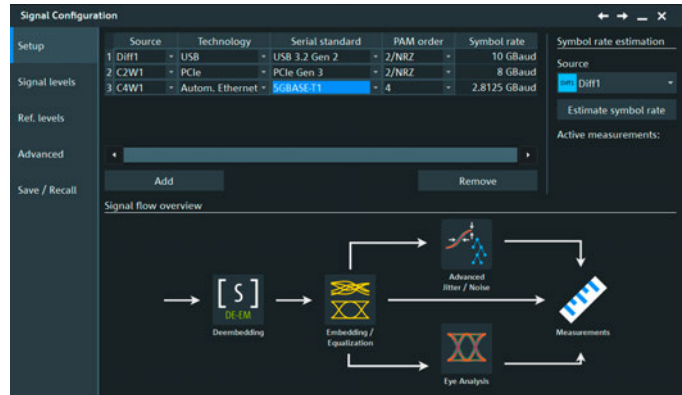 Signal Configuration
Setup
Signal levels
Ref. levels
Advanced
Save / Recall
Source Technology Serial standard PAM order Symbol rate
1 Diff1 USB USB 3.2 Gen 2 2/NRZ 10 GBaud
2 C2W1 PCIe PCIe Gen 3 2/NRZ 8 GBaud
3 C4W1 Autom. Ethernet 5GBASE-T1 4 2.8125 GBaud
Add Remove
Symbol rate estimation
Source
Diff1 Diff1
Estimate symbol rate
Active measurements:
Signal flow overview
[ S ]
DE-EM
Deembedding
Embedding /
Equalization
Advanced
Jitter / Noise
Eye Analysis
Measurements